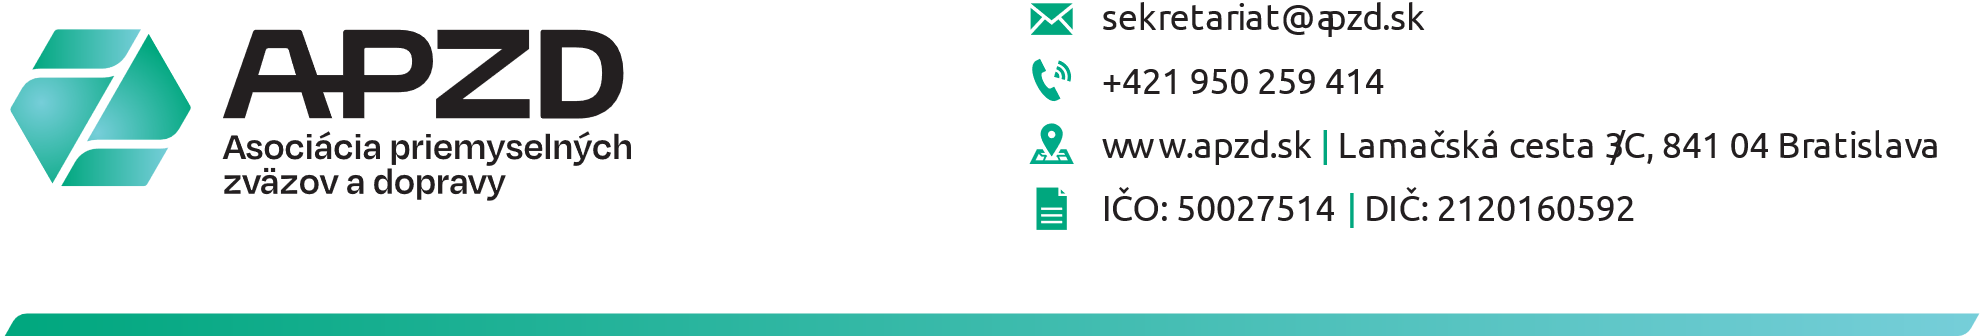 APZD
Asociácia priemyselných
zväzov a dopravy
sekretariat@apzd.sk
+421 950 259 414
www.apzd.sk | Lamačská cesta 3/C, 841 04 Bratislava
IČO: 50027514 | DIČ: 2120160592